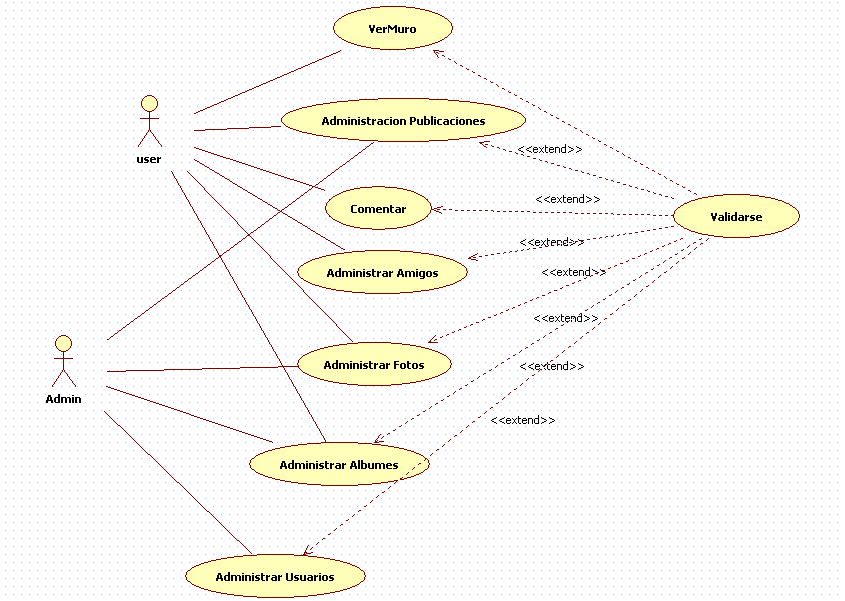 VerMuro
user
Administracion Publicaciones
<<extend>>
Comentar
<<extend>>
Validarse
<<extend>>
Administrar Amigos
<<extend>>
<<extend>>
Administrar Fotos
<<extend>>
Admin
<<extend>>
Administrar Albumes
Administrar Usuarios